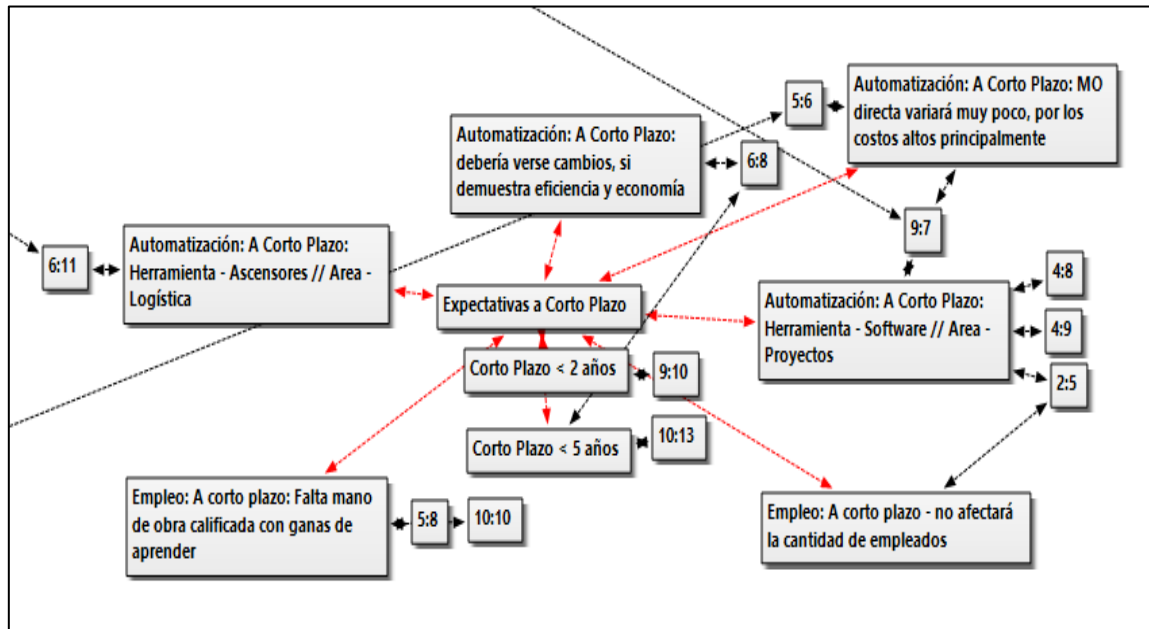 5:6
Automatización: A Corto Plazo: MO
directa variará muy poco, por los
costos altos principalmente
Automatización: A Corto Plazo:
debería verse cambios, si
demuestra eficiencia y economía
6:8
9:7
6:11
Automatización: A Corto Plazo:
Herramienta - Ascensores // Area -
Logística
Expectativas a Corto Plazo
Automatización: A Corto Plazo:
Herramienta - Software // Area -
Proyectos
4:8
4:9
2:5
Corto Plazo < 2 años
9:10
Corto Plazo < 5 años
10:13
Empleo: A corto plazo: Falta mano
de obra calificada con ganas de
aprender
5:8
10:10
Empleo: A corto plazo - no afectará
la cantidad de empleados